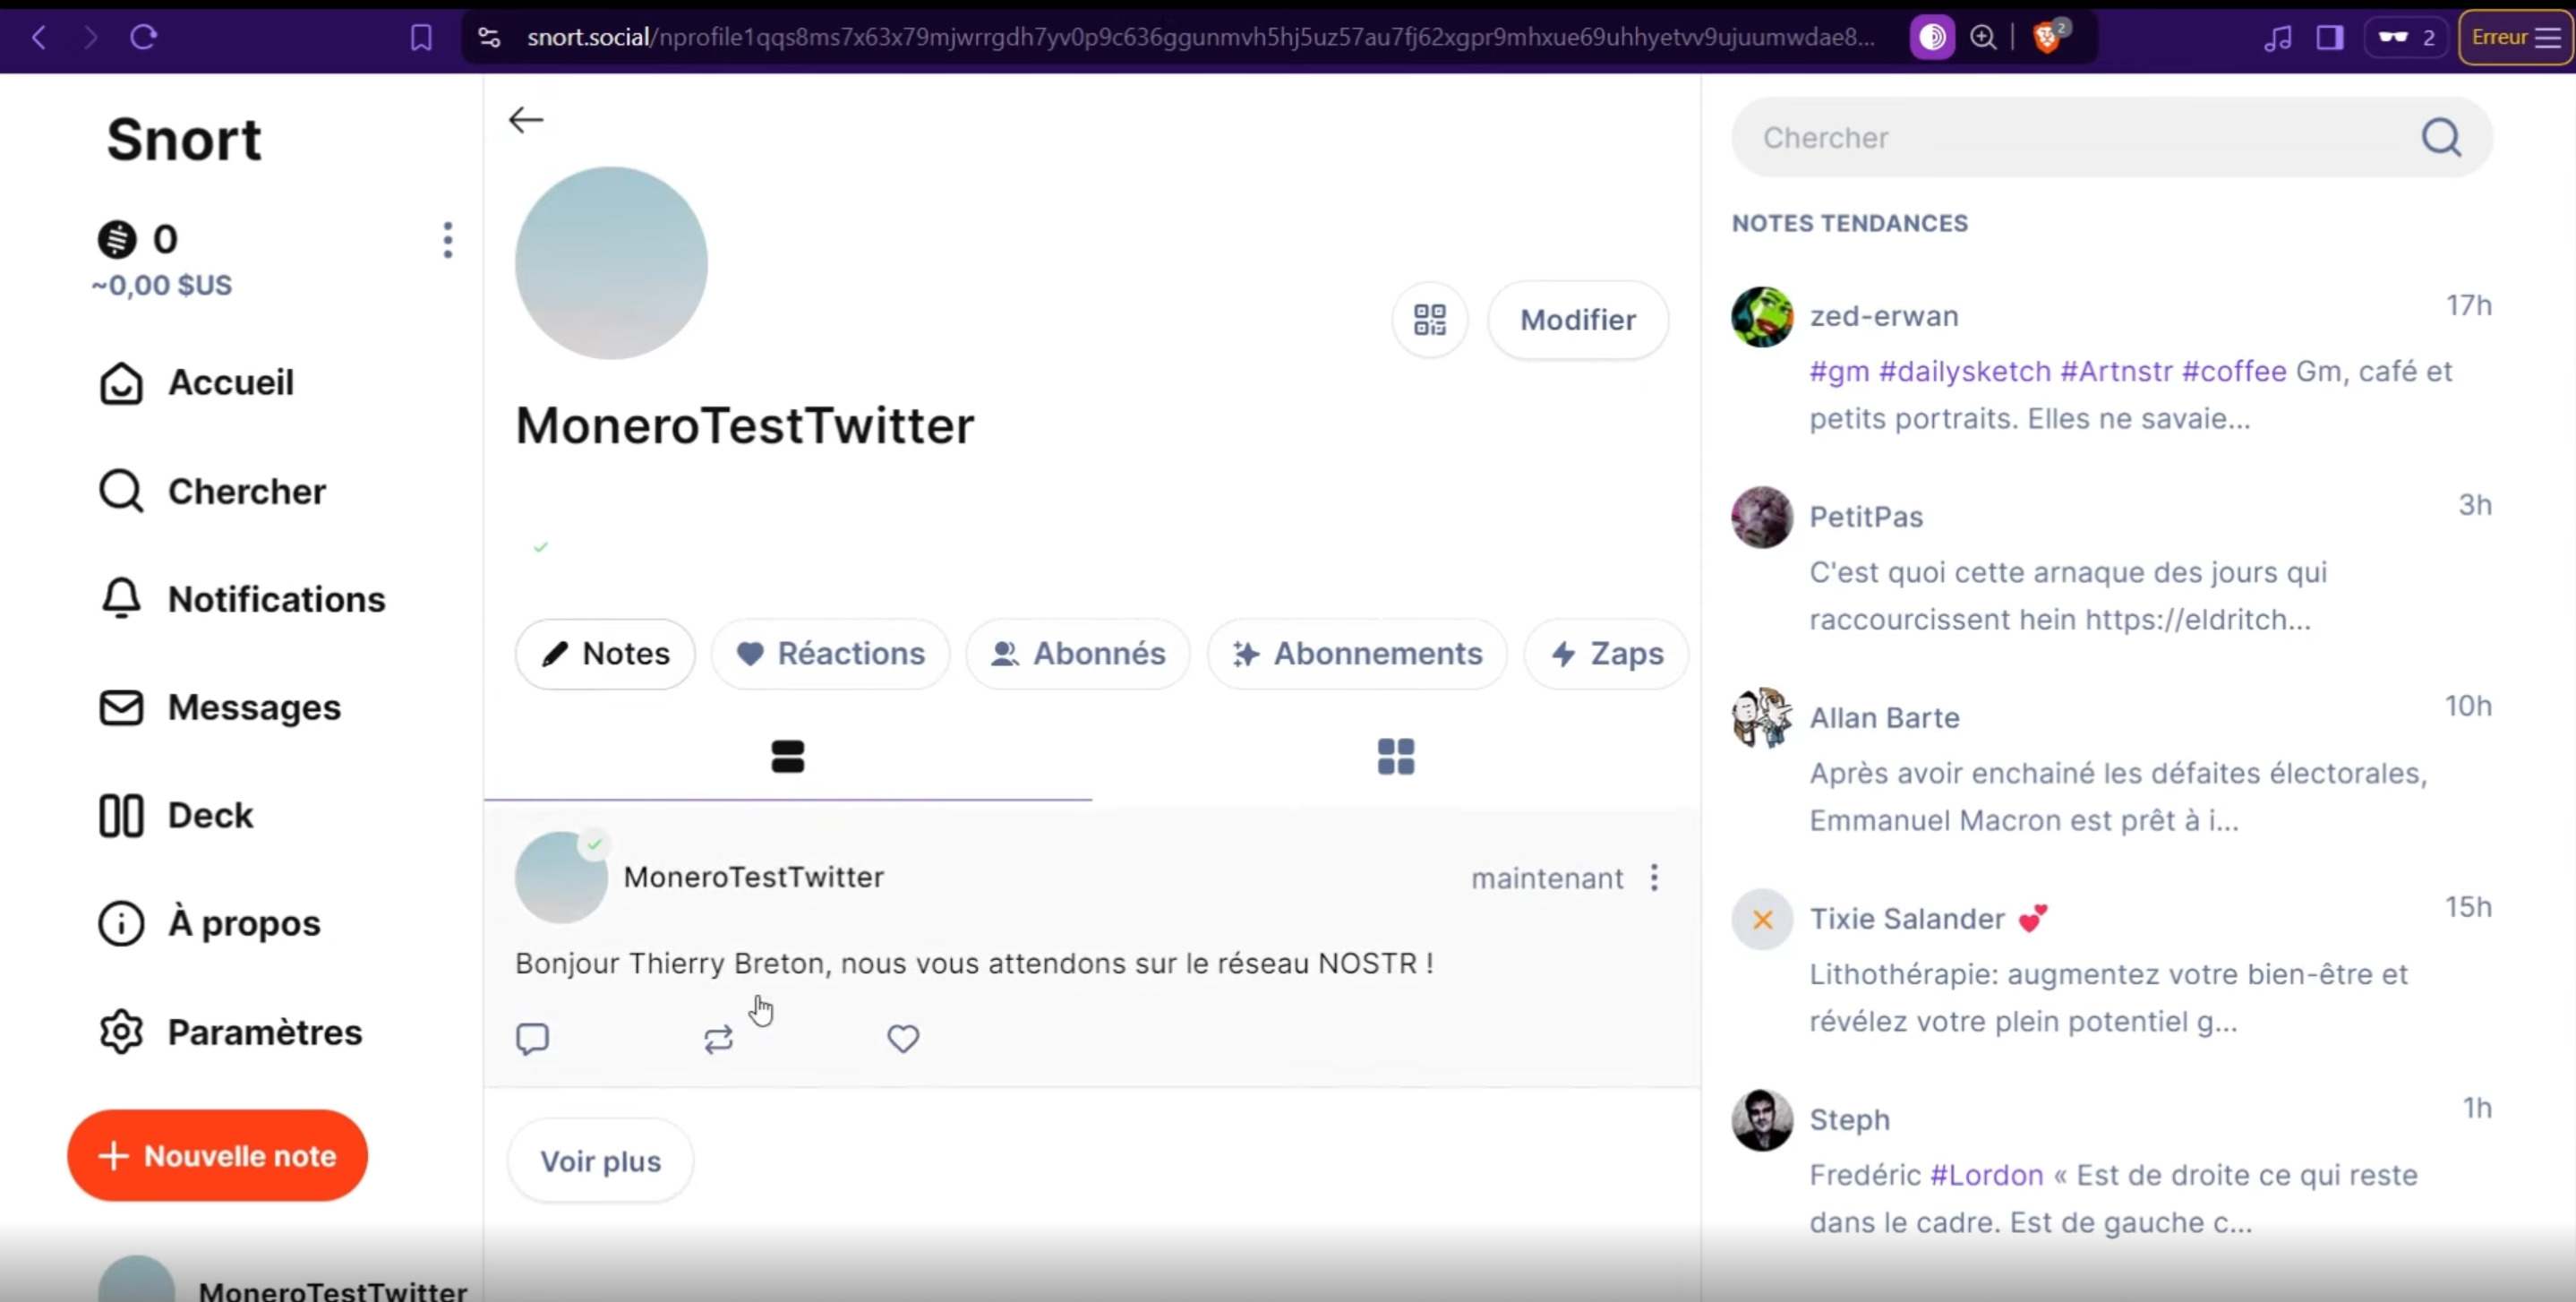 snort.social/nprofile1qqs8ms7x63x79mjwrrgdh7yv0p9c636ggunmvh5hj5uz57au7fj62xgpr9mhxue69uhhyetvv9ujuumwdae8...
2
2
Erreur
Snort
0
~0,00 $US
Accueil
Chercher
Notifications
Messages
Deck
À propos
Paramètres
Nouvelle note
MoneroTestTwitter
Modifier
MoneroTestTwitter
Notes
Réactions
Abonnés
Abonnements
Zaps
MoneroTestTwitter
maintenant
Bonjour Thierry Breton, nous vous attendons sur le réseau NOSTR !
Voir plus
Chercher
NOTES TENDANCES
zed-erwan
17h
#gm #dailysketch #Artnstr #coffee Gm, café et
petits portraits. Elles ne savaie...
PetitPas
3h
C'est quoi cette arnaque des jours qui
raccourcissent hein https://eldritch...
Allan Barte
10h
Après avoir enchainé les défaites électorales,
Emmanuel Macron est prêt à i...
Tixie Salander 💕
15h
Lithothérapie: augmentez votre bien-être et
révélez votre plein potentiel g...
Steph
1h
Fredéric #Lordon « Est de droite ce qui reste
dans le cadre. Est de gauche c...